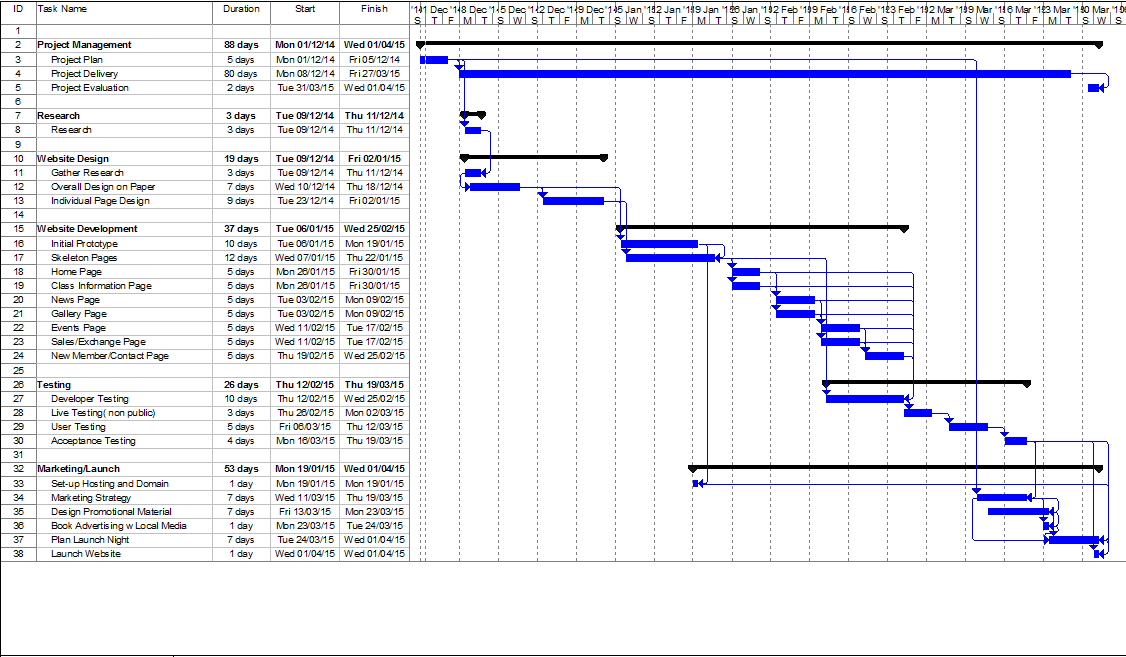 ID Task Name Duration Start Finish
S T F M T S W S T F M T S W S T F M T S W S T F M T S W S T F M W
1
2 Project Management 88 days Mon 01/12/14 Wed 01/04/15
3 Project Plan 5 days Mon 01/12/14 Fri 05/12/14
4 Project Delivery 80 days Mon 08/12/14 Fri 27/03/15
5 Project Evaluation 2 days Tue 31/03/15 Wed 01/04/15
6
7 Research 3 days Tue 09/12/14 Thu 11/12/14
8 Research 3 days Tue 09/12/14 Thu 11/12/14
9
10 Website Design 19 days Tue 09/12/14 Fri 02/01/15
11 Gather Research 3 days Tue 09/12/14 Thu 11/12/14
12 Overall Design on Paper 7 days Wed 10/12/14 Thu 18/12/14
13 Individual Page Design 9 days Tue 23/12/14 Fri 02/01/15
14
15 Website Development 37 days Tue 06/01/15 Wed 25/02/15
16 Initial Prototype 10 days Tue 06/01/15 Mon 19/01/15
17 Skeleton Pages 12 days Wed 07/01/15 Thu 22/01/15
18 Home Page 5 days Mon 26/01/15 Fri 30/01/15
19 Class Information Page 5 days Mon 26/01/15 Fri 30/01/15
20 News Page 5 days Tue 03/02/15 Mon 09/02/15
21 Gallery Page 5 days Tue 03/02/15 Mon 09/02/15
22 Events Page 5 days Wed 11/02/15 Tue 17/02/15
23 Sales/Exchange Page 5 days Wed 11/02/15 Tue 17/02/15
24 New Member/Contact Page 5 days Thu 19/02/15 Wed 25/02/15
25
26 Testing 26 days Thu 12/02/15 Thu 19/03/15
27 Developer Testing 10 days Thu 12/02/15 Wed 25/02/15
28 Live Testing( non public) 3 days Thu 26/02/15 Mon 02/03/15
29 User Testing 5 days Fri 06/03/15 Thu 12/03/15
30 Acceptance Testing 4 days Mon 16/03/15 Thu 19/03/15
31
32 Marketing/Launch 53 days Mon 19/01/15 Wed 01/04/15
33 Set-up Hosting and Domain 1 day Mon 19/01/15 Mon 19/01/15
34 Marketing Strategy 7 days Wed 11/03/15 Thu 19/03/15
35 Design Promotional Material 7 days Fri 13/03/15 Mon 23/03/15
36 Book Advertising w Local Media 1 day Mon 23/03/15 Tue 24/03/15
37 Plan Launch Night 7 days Tue 24/03/15 Wed 01/04/15
38 Launch Website 1 day Wed 01/04/15 Wed 01/04/15